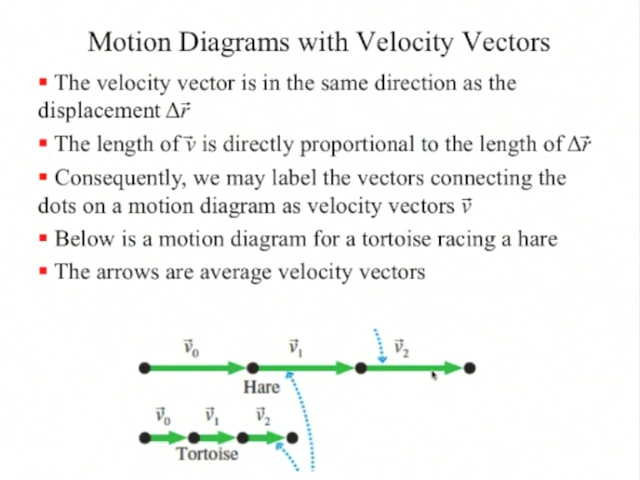 Motion Diagrams with Velocity Vectors
▪ The velocity vector is in the same direction as the
displacement Δr⃗
▪ The length of v⃗ is directly proportional to the length of Δr⃗
▪ Consequently, we may label the vectors connecting the
dots on a motion diagram as velocity vectors v⃗
▪ Below is a motion diagram for a tortoise racing a hare
▪ The arrows are average velocity vectors
v⃗₀ v⃗₁ v⃗₂
Hare
v⃗₀ v⃗₁ v⃗₂
Tortoise